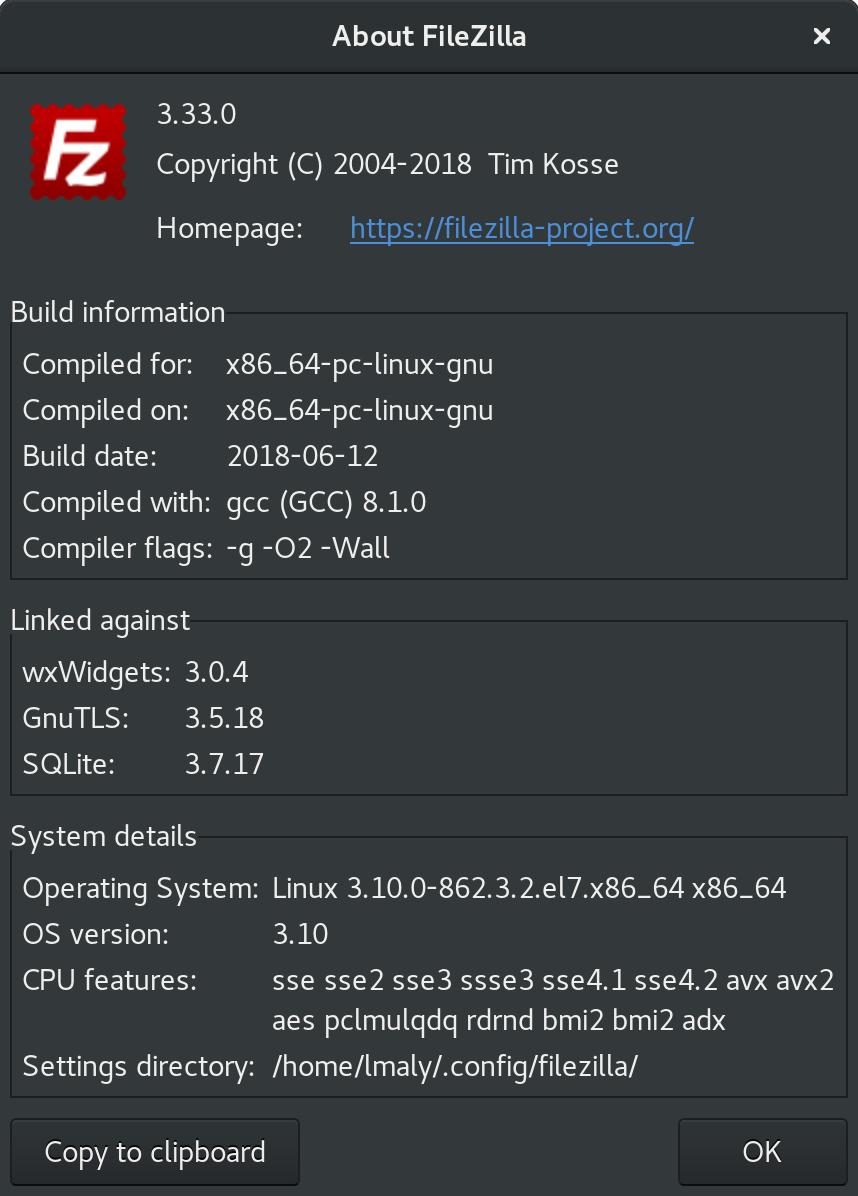 About FileZilla
Fz
3.33.0
Copyright (C) 2004-2018  Tim Kosse
Homepage: https://filezilla-project.org/
Build information
Compiled for: x86_64-pc-linux-gnu
Compiled on: x86_64-pc-linux-gnu
Build date: 2018-06-12
Compiled with: gcc (GCC) 8.1.0
Compiler flags: -g -O2 -Wall
Linked against
wxWidgets: 3.0.4
GnuTLS: 3.5.18
SQLite: 3.7.17
System details
Operating System: Linux 3.10.0-862.3.2.el7.x86_64 x86_64
OS version: 3.10
CPU features: sse sse2 sse3 ssse3 sse4.1 sse4.2 avx avx2
aes pclmulqdq rdrnd bmi2 bmi2 adx
Settings directory: /home/lmaly/.config/filezilla/
Copy to clipboard OK